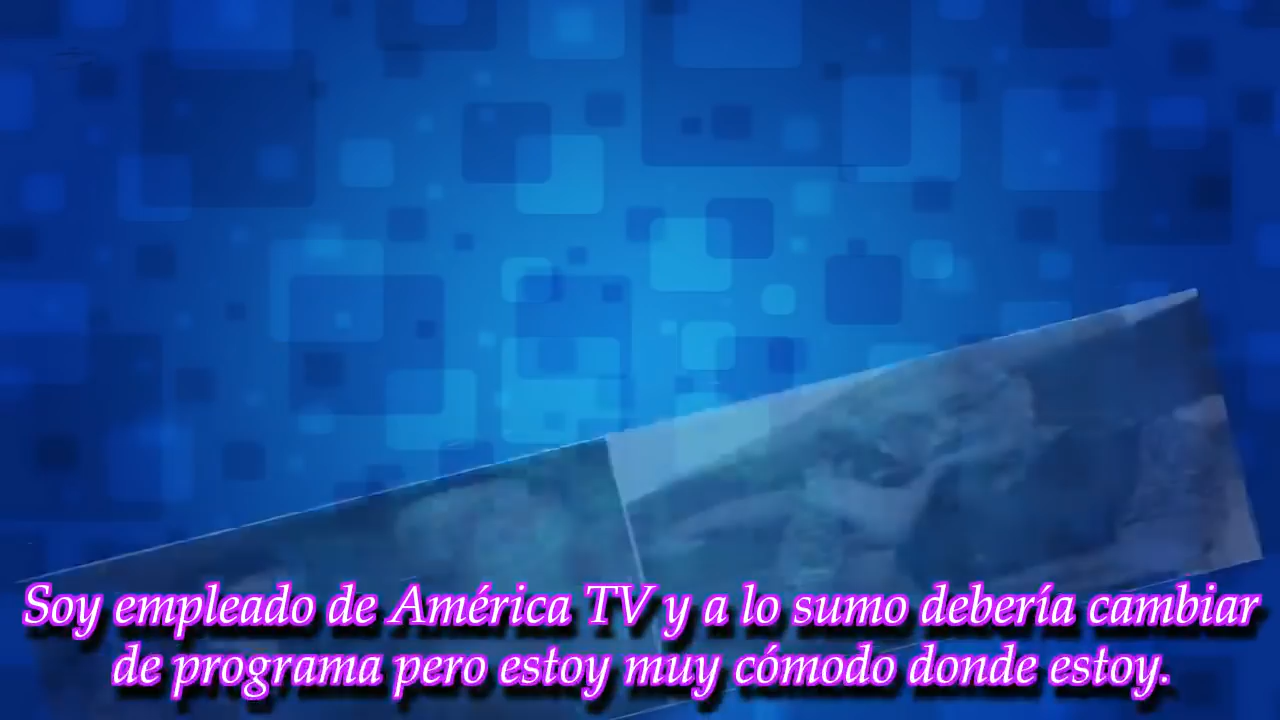 Soy empleado de América TV y a lo sumo debería cambiar
de programa pero estoy muy cómodo donde estoy.